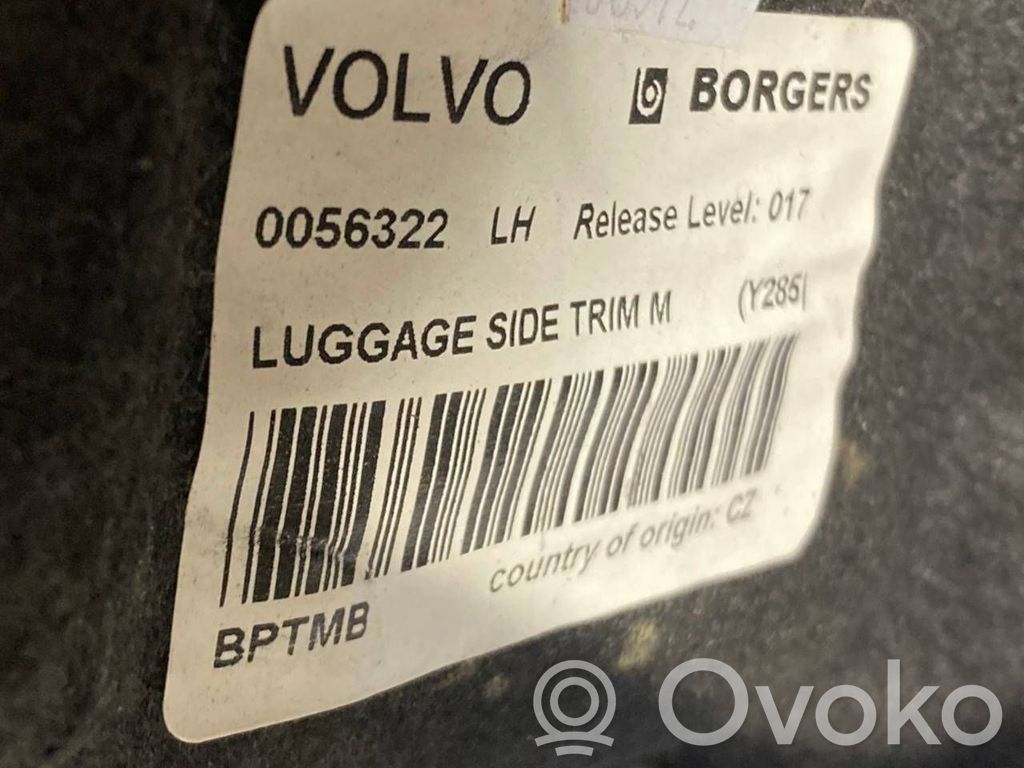 VOLVO BORGERS
0056322 LH Release Level: 017
LUGGAGE SIDE TRIM M (Y285|
country of origin: CZ
BPTMB
Ovoko